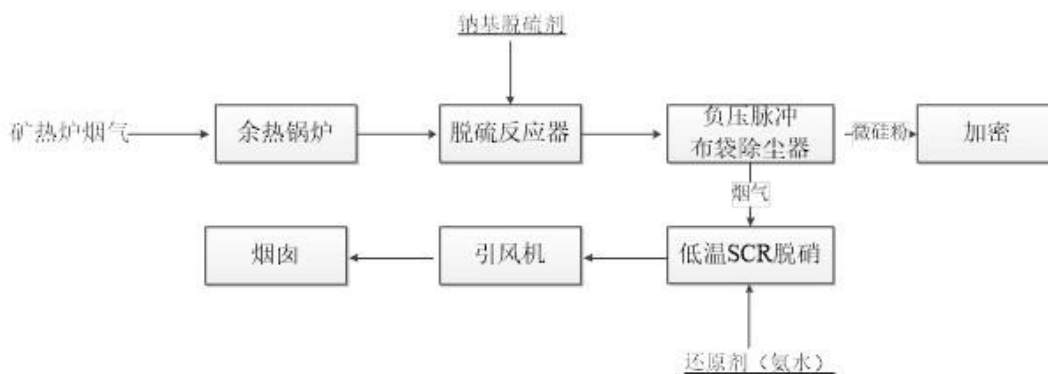 钠基脱硫剂
矿热炉烟气
余热锅炉
脱硫反应器
负压脉冲
布袋除尘器
微硅粉
加密
烟气
烟囱
引风机
低温SCR脱硝
还原剂（氨水）